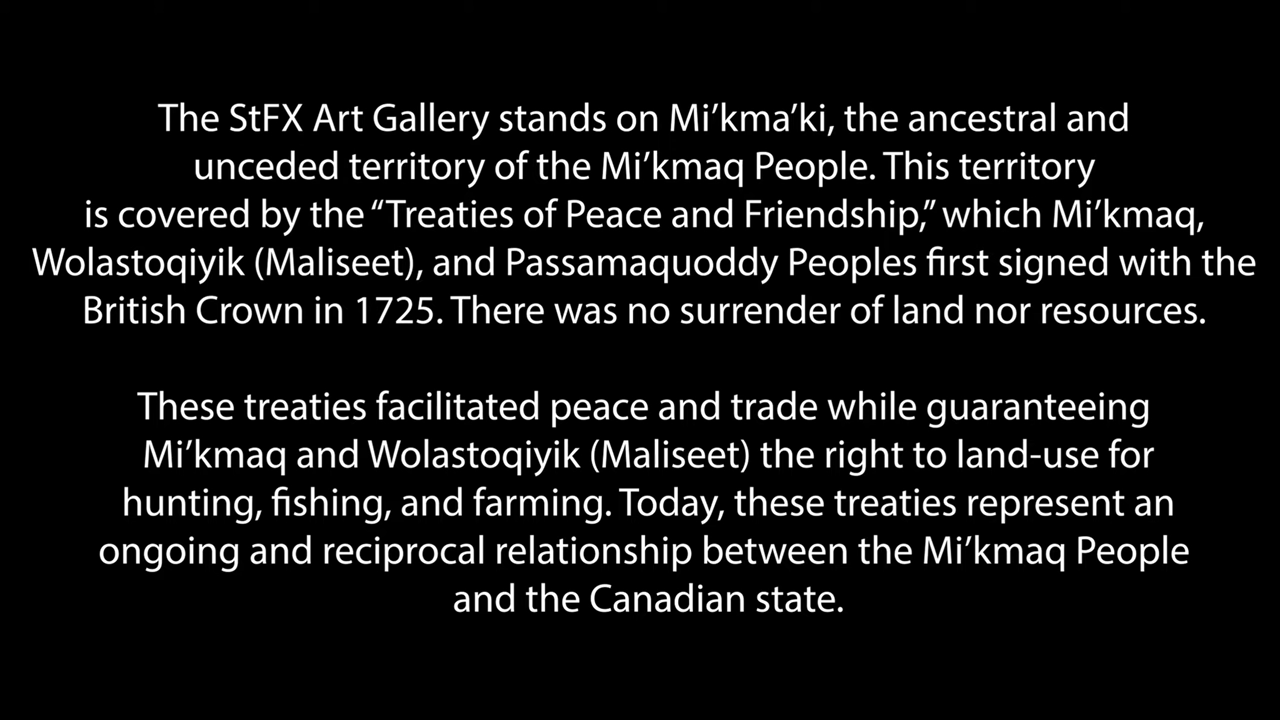 The StFX Art Gallery stands on Mi’kma’ki, the ancestral and
unceded territory of the Mi’kmaq People. This territory
is covered by the “Treaties of Peace and Friendship,” which Mi’kmaq,
Wolastoqiyik (Maliseet), and Passamaquoddy Peoples first signed with the
British Crown in 1725. There was no surrender of land nor resources.
These treaties facilitated peace and trade while guaranteeing
Mi’kmaq and Wolastoqiyik (Maliseet) the right to land-use for
hunting, fishing, and farming. Today, these treaties represent an
ongoing and reciprocal relationship between the Mi’kmaq People
and the Canadian state.